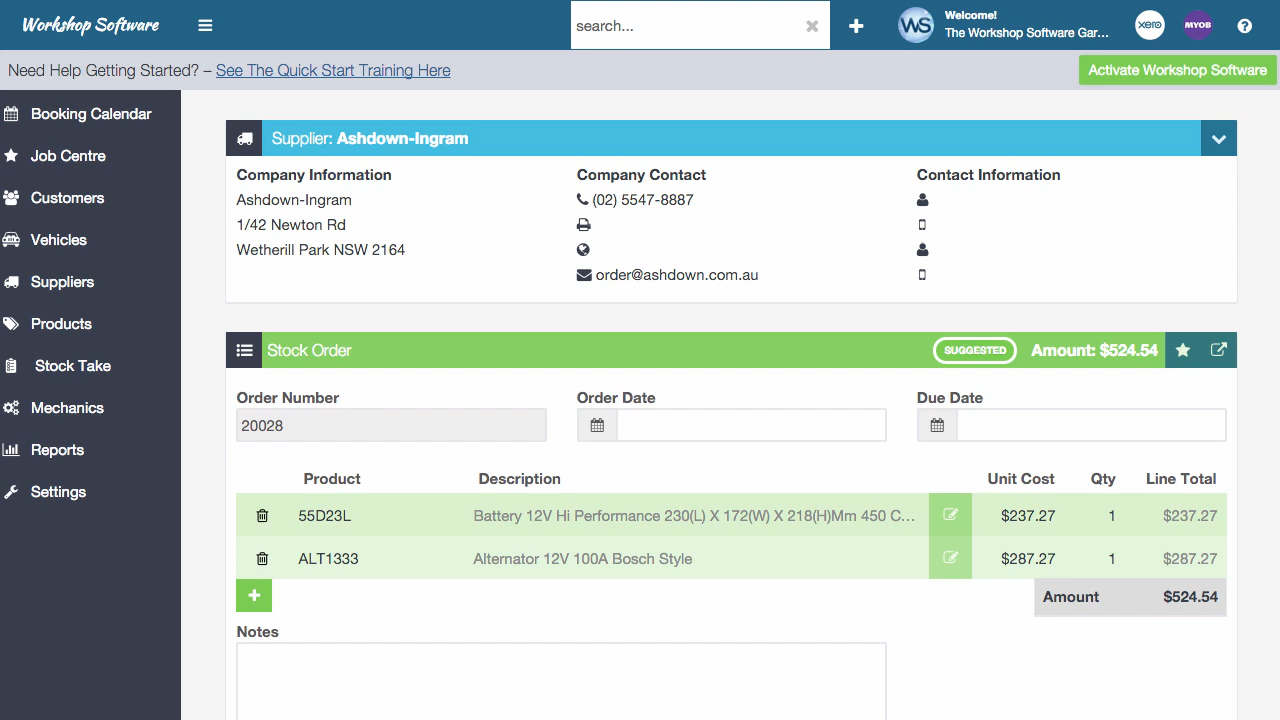 Workshop Software
search...
WS
Welcome!
The Workshop Software Gar...
xero
MYOB
?
Need Help Getting Started? – See The Quick Start Training Here
Activate Workshop Software
Booking Calendar
Job Centre
Customers
Vehicles
Suppliers
Products
Stock Take
Mechanics
Reports
Settings
Supplier: Ashdown-Ingram
Company Information
Company Contact
Contact Information
Ashdown-Ingram
(02) 5547-8887
1/42 Newton Rd
Wetherill Park NSW 2164
order@ashdown.com.au
Stock Order
SUGGESTED
Amount: $524.54
Order Number
Order Date
Due Date
20028
Product Description Unit Cost Qty Line Total
55D23L Battery 12V Hi Performance 230(L) X 172(W) X 218(H)Mm 450 C... $237.27 1 $237.27
ALT1333 Alternator 12V 100A Bosch Style $287.27 1 $287.27
Amount $524.54
Notes